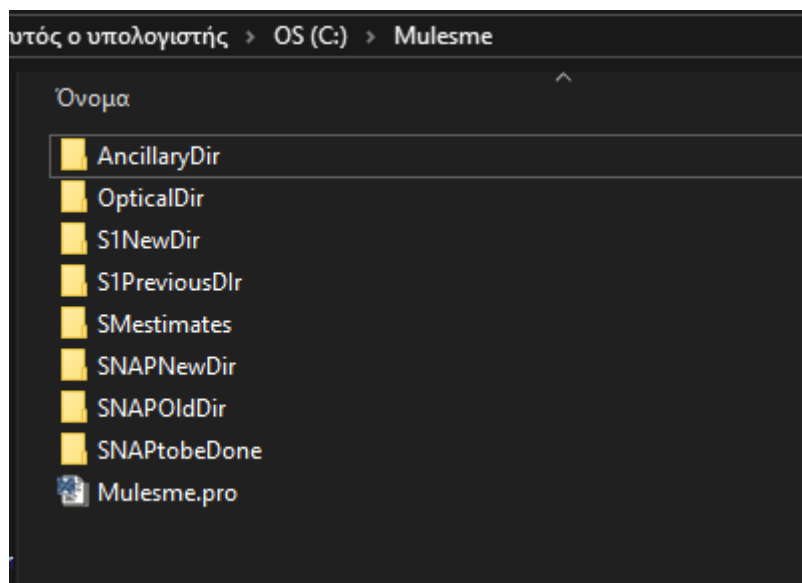 υτός ο υπολογιστής > OS (C:) > Mulesme
Όνομα
AncillaryDir
OpticalDir
S1NewDir
S1PreviousDIr
SMestimates
SNAPNewDir
SNAPOldDir
SNAPtobeDone
Mulesme.pro